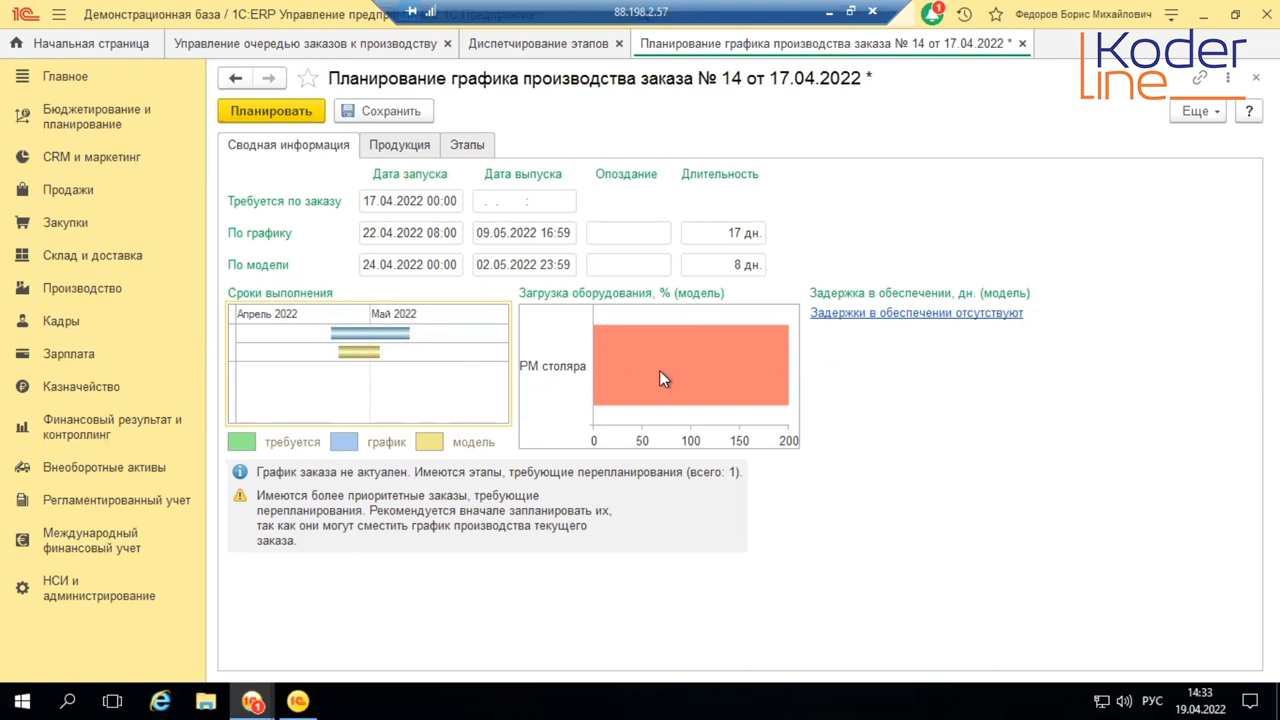 Демонстрационная база / 1С:ERP Управление предпри
1С:Предприятие
88.198.2.57
1
Федоров Борис Михайлович
Начальная страница
Управление очередью заказов к производству ×
Диспетчирование этапов ×
Планирование графика производства заказа № 14 от 17.04.2022 * ×
Koder
line
Главное
Бюджетирование и
планирование
CRM и маркетинг
Продажи
Закупки
Склад и доставка
Производство
Кадры
Зарплата
Казначейство
Финансовый результат и
контроллинг
Внеоборотные активы
Регламентированный учет
Международный
финансовый учет
НСИ и
администрирование
Планирование графика производства заказа № 14 от 17.04.2022 *
Планировать
Сохранить
Еще
?
Сводная информация
Продукция
Этапы
Дата запуска Дата выпуска Опоздание Длительность
Требуется по заказу 17.04.2022 00:00 . . :
По графику 22.04.2022 08:00 09.05.2022 16:59 17 дн.
По модели 24.04.2022 00:00 02.05.2022 23:59 8 дн.
Сроки выполнения
Апрель 2022 Май 2022
требуется график модель
Загрузка оборудования, % (модель)
РМ столяра
0 50 100 150 200
Задержка в обеспечении, дн. (модель)
Задержки в обеспечении отсутствуют
График заказа не актуален. Имеются этапы, требующие перепланирования (всего: 1).
Имеются более приоритетные заказы, требующие
перепланирования. Рекомендуется вначале запланировать их,
так как они могут сместить график производства текущего
заказа.
1
РУС
14:33
19.04.2022